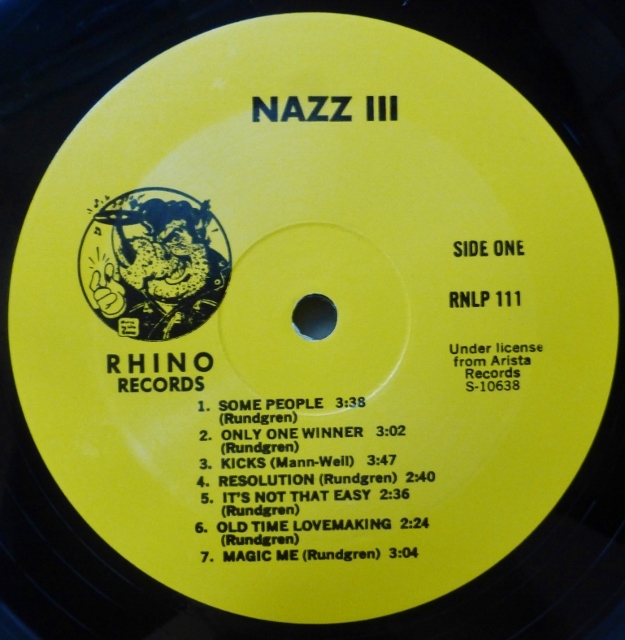 NAZZ III
SIDE ONE
RNLP 111
Under license
from Arista
Records
S-10638
RHINO
RECORDS
1. SOME PEOPLE 3:38
(Rundgren)
2. ONLY ONE WINNER 3:02
(Rundgren)
3. KICKS (Mann-Weil) 3:47
4. RESOLUTION (Rundgren) 2:40
5. IT'S NOT THAT EASY 2:36
(Rundgren)
6. OLD TIME LOVEMAKING 2:24
(Rundgren)
7. MAGIC ME (Rundgren) 3:04